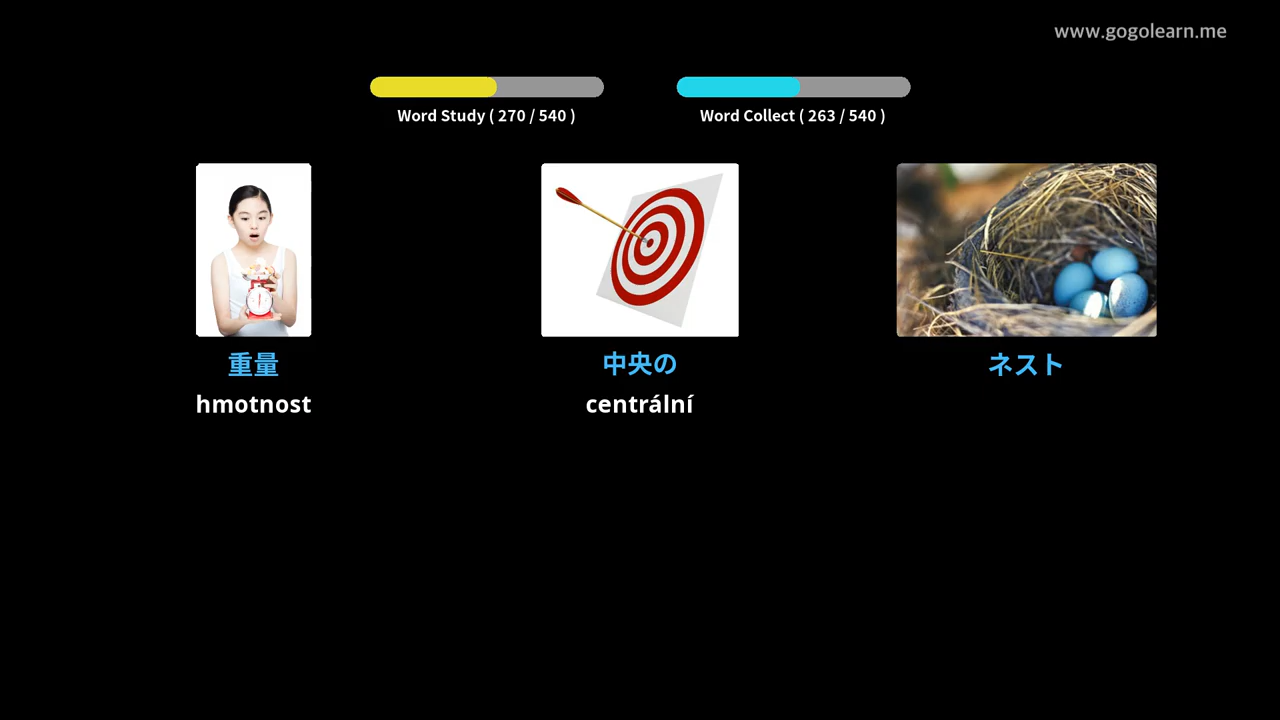 www.gogolearn.me
Word Study ( 270 / 540 )
Word Collect ( 263 / 540 )
重量
中央の
ネスト
hmotnost
centrální